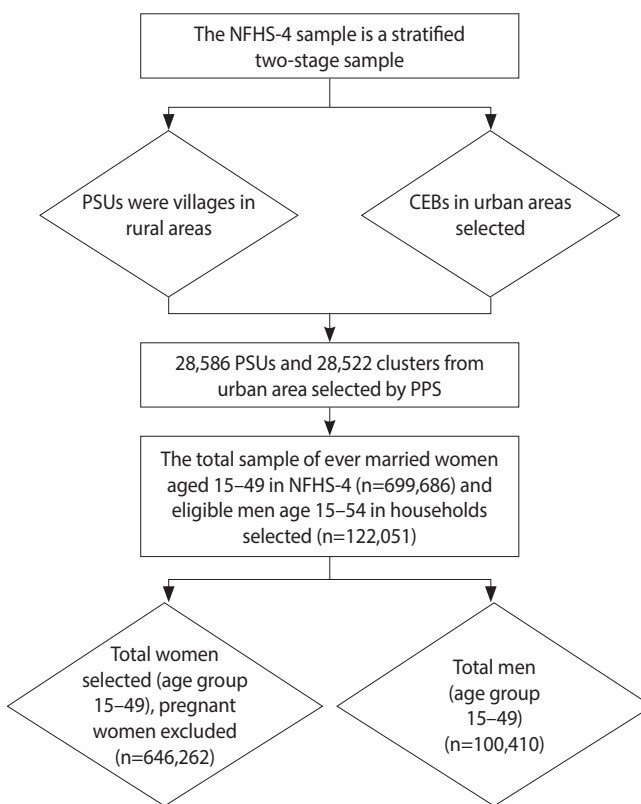 The NFHS-4 sample is a stratified
two-stage sample
PSUs were villages in
rural areas
CEBs in urban areas
selected
28,586 PSUs and 28,522 clusters from
urban area selected by PPS
The total sample of ever married women
aged 15–49 in NFHS-4 (n=699,686) and
eligible men age 15–54 in households
selected (n=122,051)
Total women
selected (age group
15–49), pregnant
women excluded
(n=646,262)
Total men
(age group
15–49)
(n=100,410)